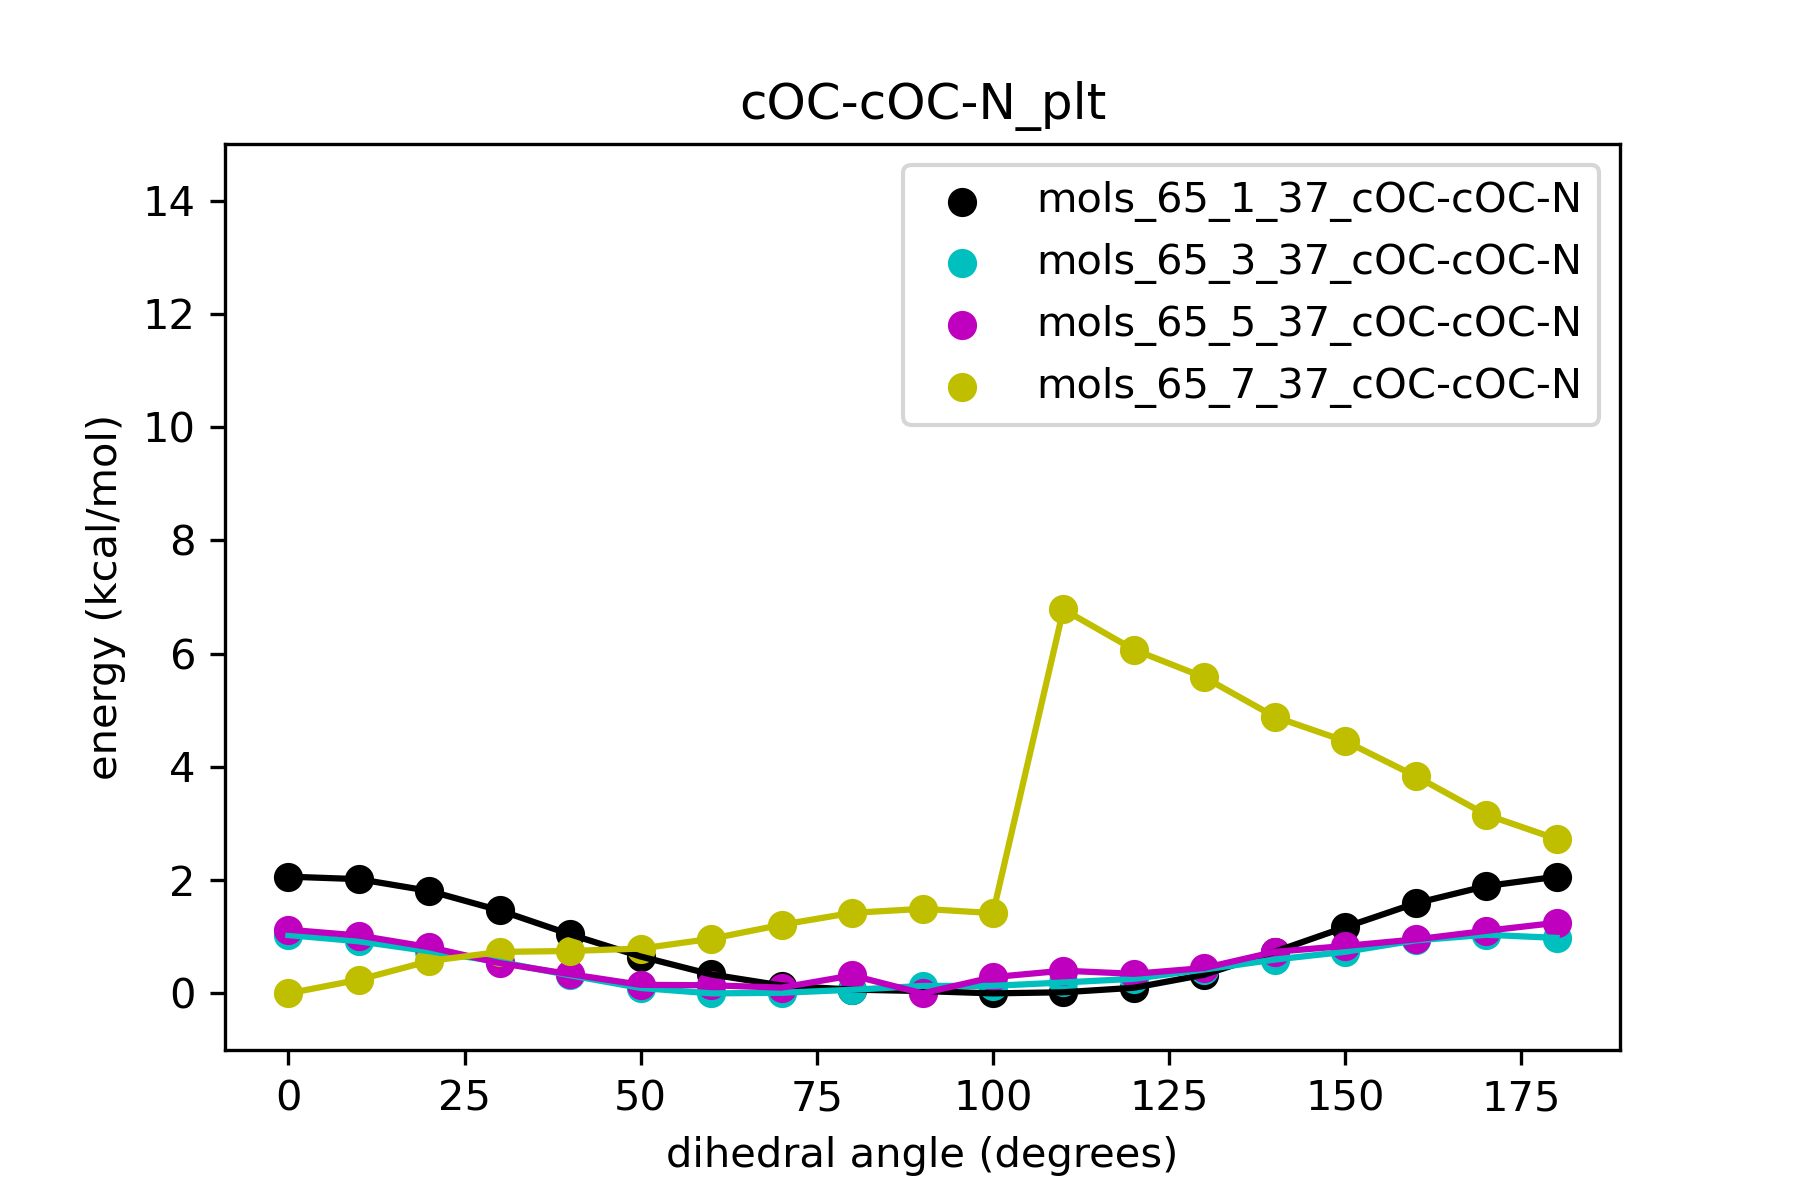 cOC-cOC-N_plt
mols_65_1_37_cOC-cOC-N
mols_65_3_37_cOC-cOC-N
mols_65_5_37_cOC-cOC-N
mols_65_7_37_cOC-cOC-N
energy (kcal/mol)
14
12
10
8
6
4
2
0
0 25 50 75 100 125 150 175
dihedral angle (degrees)